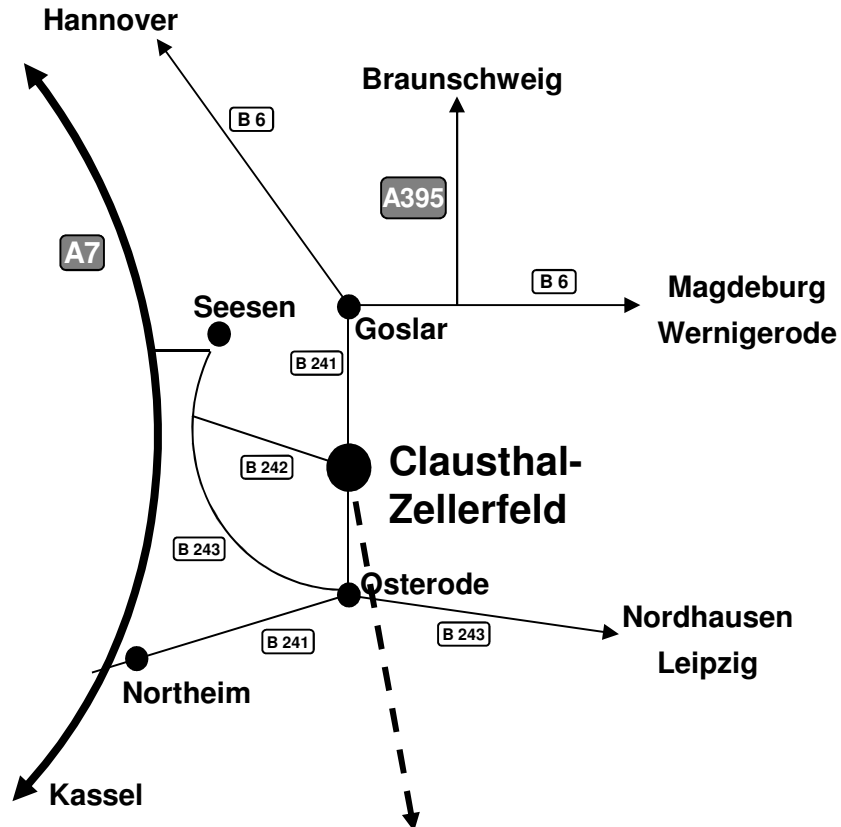 Hannover
Braunschweig
B 6
A395
A7
B 6
Magdeburg
Wernigerode
Seesen
Goslar
B 241
Clausthal-
Zellerfeld
B 242
B 243
Osterode
Nordhausen
Leipzig
B 241
B 243
Northeim
Kassel